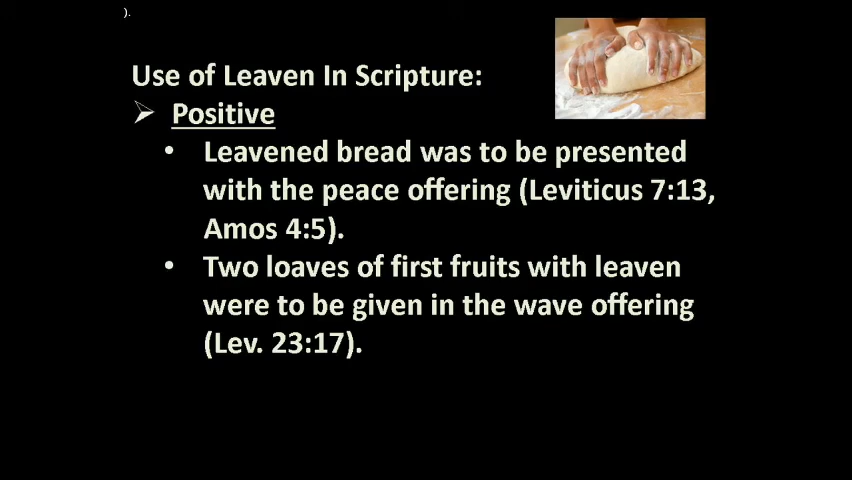 ).
Use of Leaven In Scripture:
➢ Positive
• Leavened bread was to be presented
with the peace offering (Leviticus 7:13,
Amos 4:5).
• Two loaves of first fruits with leaven
were to be given in the wave offering
(Lev. 23:17).